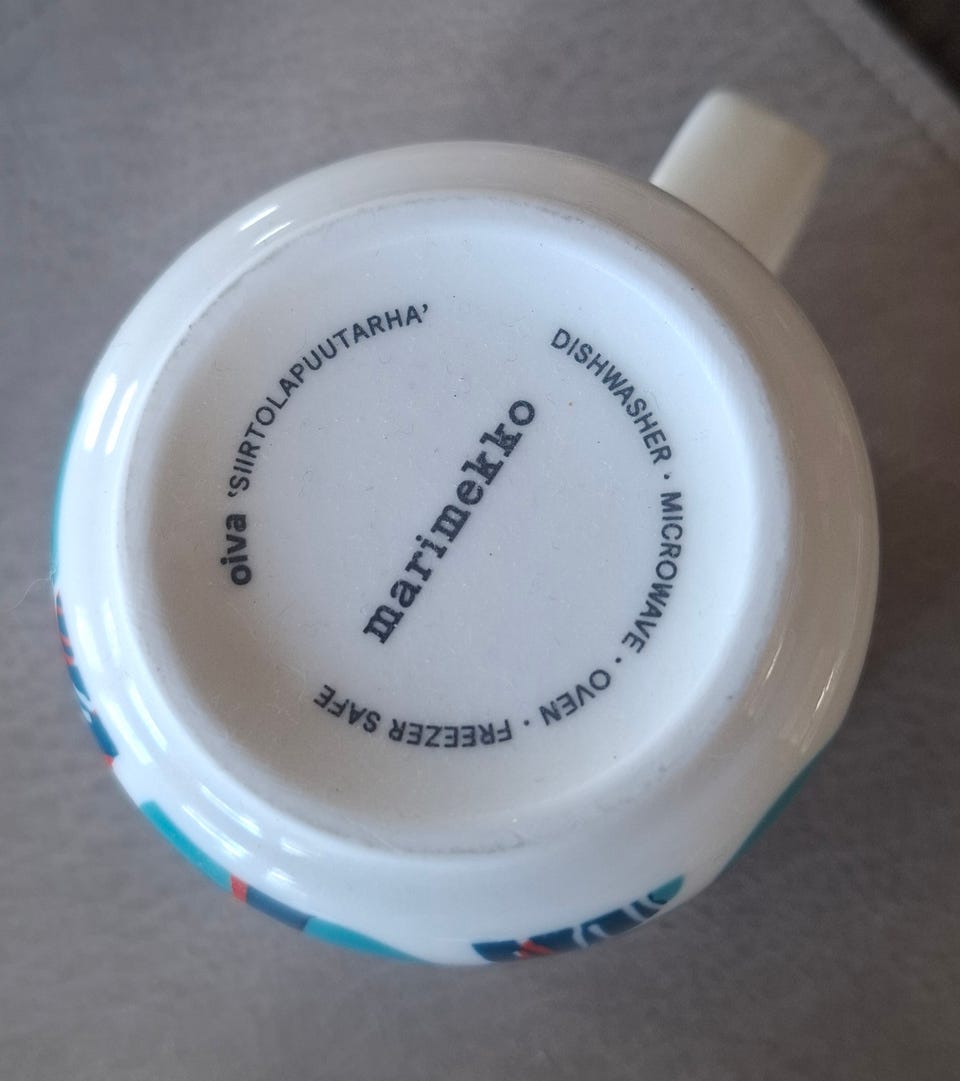 oiva ‘SIIRTOLAPUUTARHA’
marimekko
DISHWASHER · MICROWAVE · OVEN · FREEZER SAFE